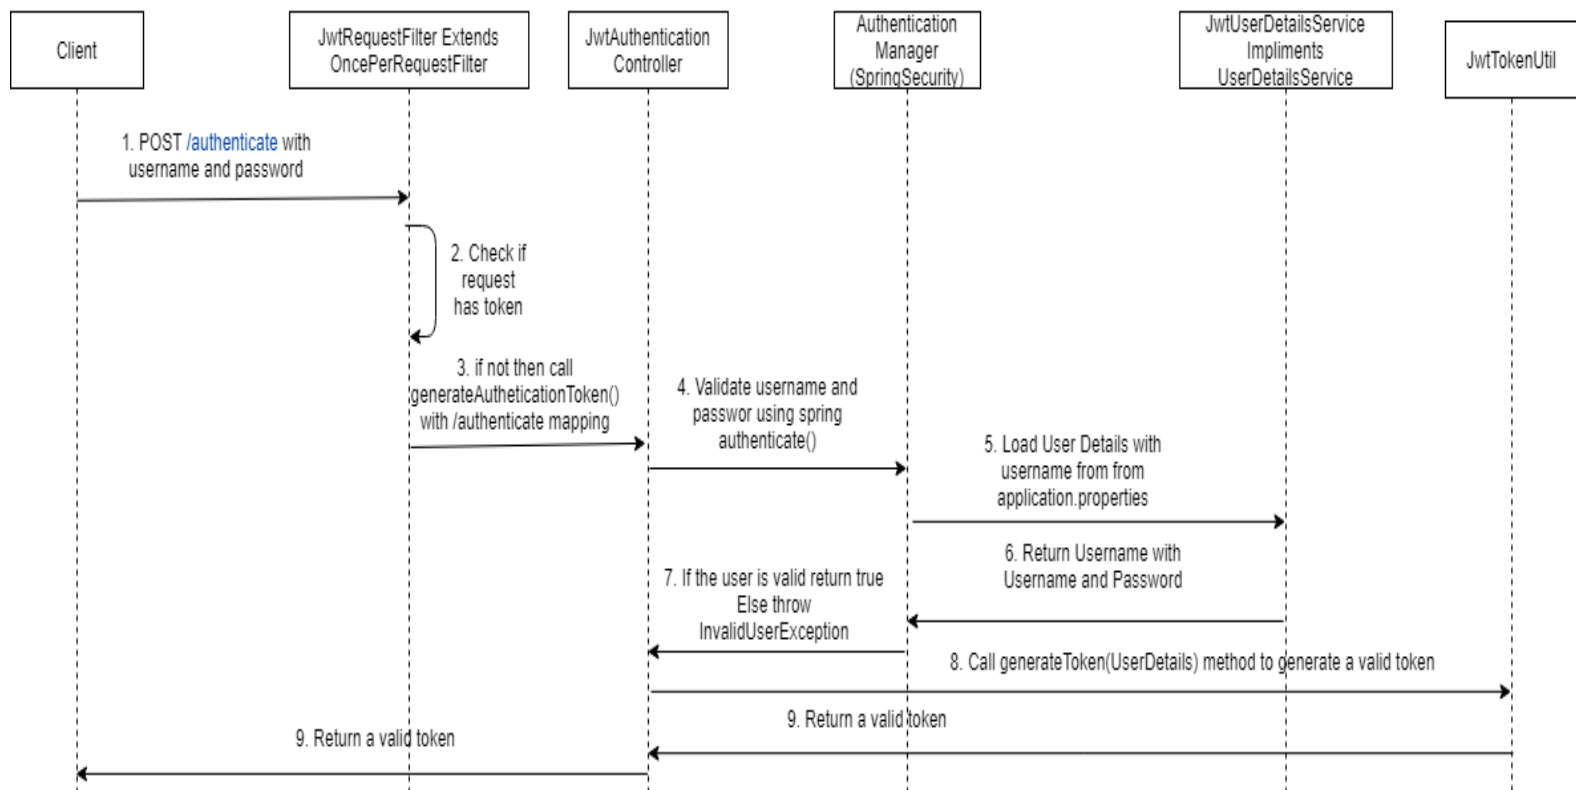 Client
JwtRequestFilter Extends
OncePerRequestFilter
JwtAuthentication
Controller
Authentication
Manager
(SpringSecurity)
JwtUserDetailsService
Impliments
UserDetailsService
JwtTokenUtil
1. POST /authenticate with
username and password
2. Check if
request
has token
3. if not then call
generateAutheticationToken()
with /authenticate mapping
4. Validate username and
passwor using spring
authenticate()
5. Load User Details with
username from from
application.properties
6. Return Username with
Username and Password
7. If the user is valid return true
Else throw
InvalidUserException
8. Call generateToken(UserDetails) method to generate a valid token
9. Return a valid token
9. Return a valid token